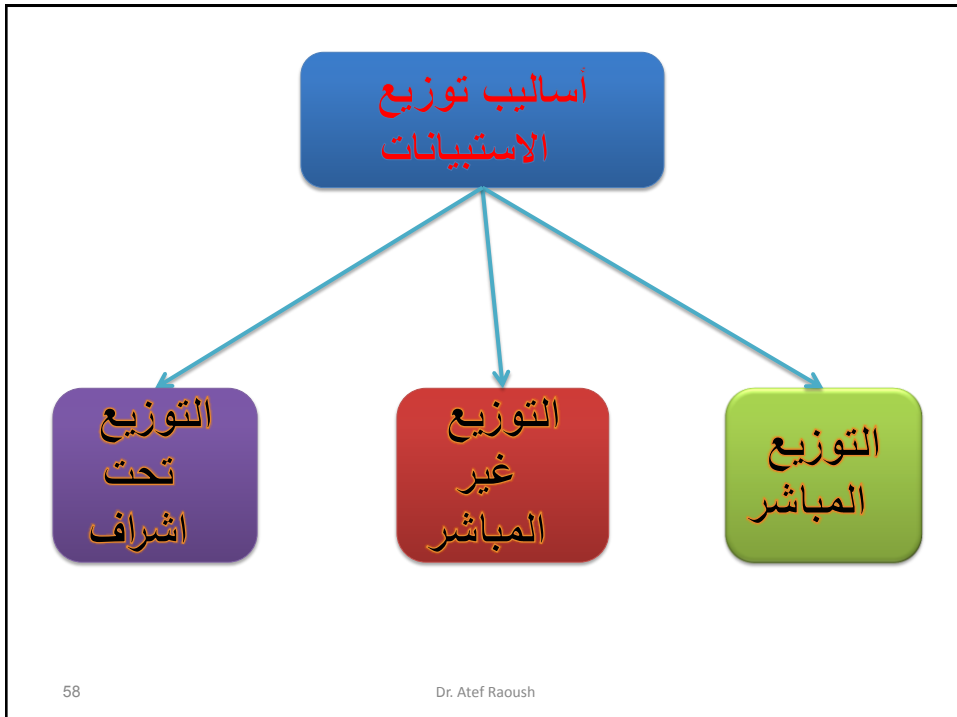 أساليب توزيع
الاستبيانات
التوزيع
المباشر
التوزيع
غير
المباشر
التوزيع
تحت
اشراف
58
Dr. Atef Raoush